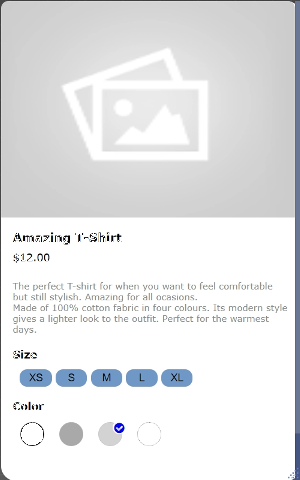 Amazing T-Shirt
$12.00
The perfect T-shirt for when you want to feel comfortable
but still stylish. Amazing for all ocasions.
Made of 100% cotton fabric in four colours. Its modern style
gives a lighter look to the outfit. Perfect for the warmest
days.
Size
XS S M L XL
Color